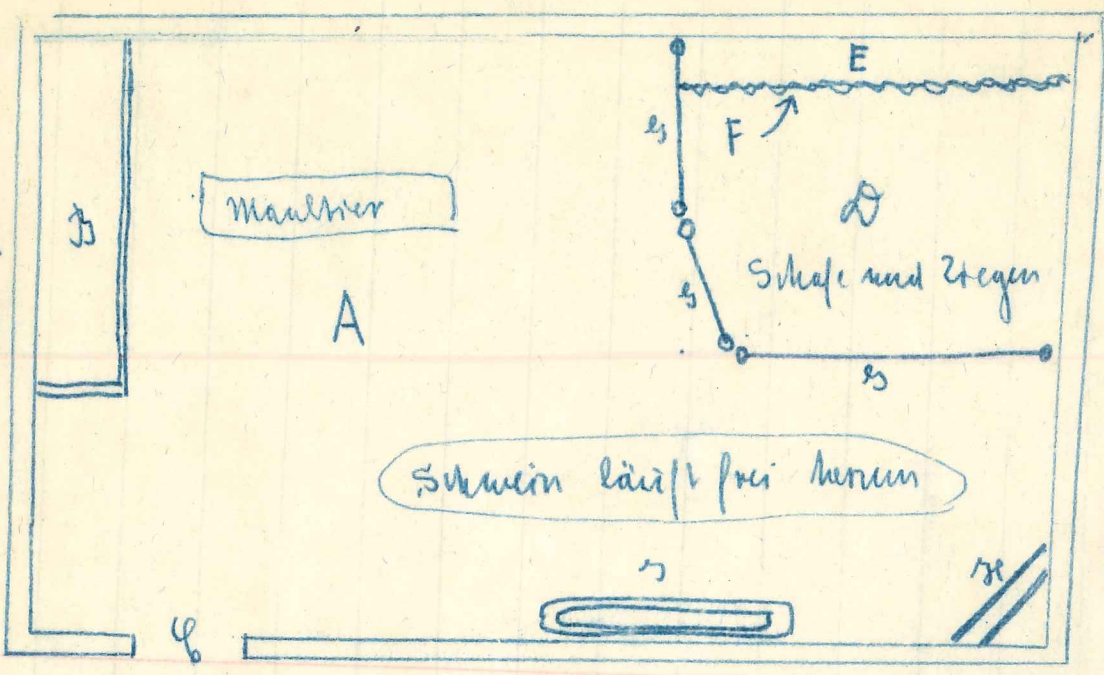 E
F
G
B
Maultier
D
A
G
Schafe und Ziegen
G
Schwein läuft frei herum
J
H
C